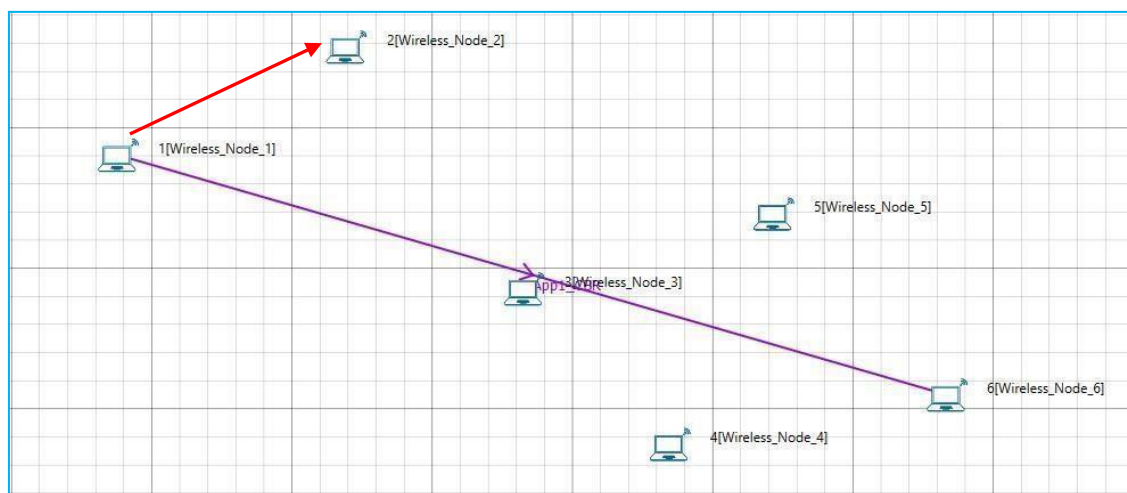 2[Wireless_Node_2]
1[Wireless_Node_1]
5[Wireless_Node_5]
3[Wireless_Node_3]
6[Wireless_Node_6]
4[Wireless_Node_4]